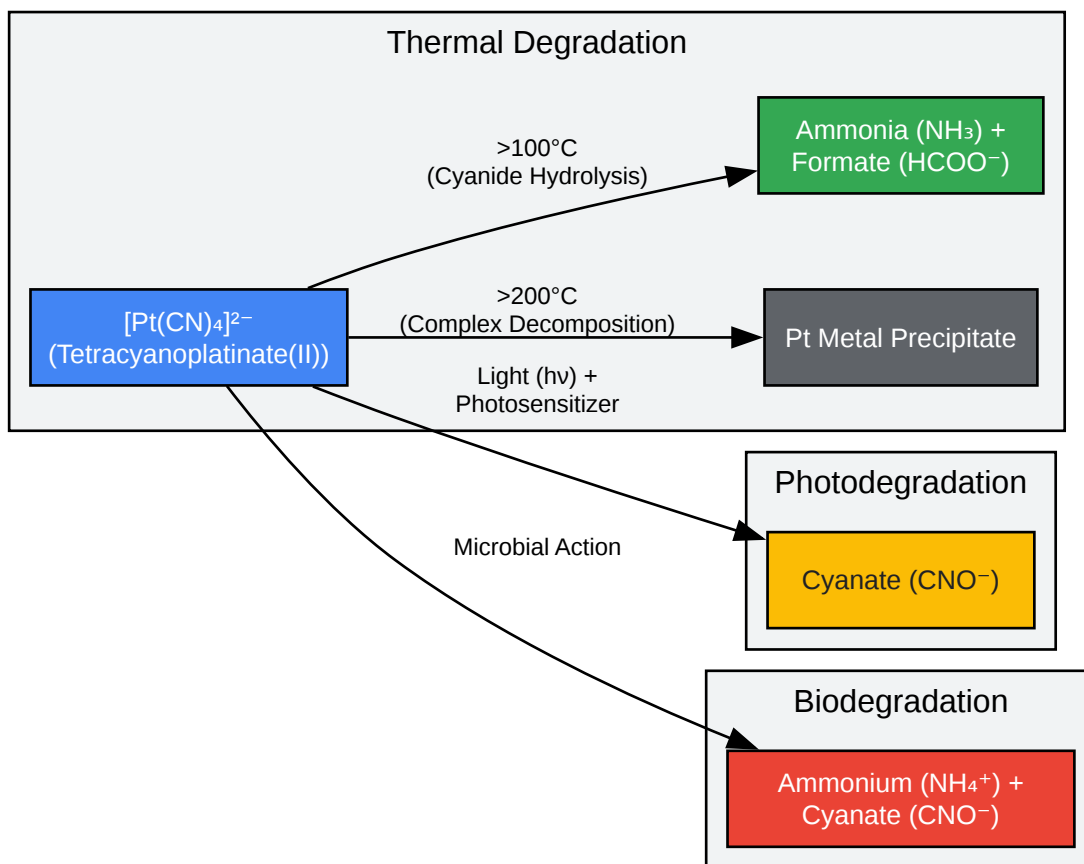 Thermal Degradation
>100°C
(Cyanide Hydrolysis)
Ammonia (NH₃) +
Formate (HCOO⁻)
[Pt(CN)₄]²⁻
(Tetracyanoplatinate(II))
>200°C
(Complex Decomposition)
Pt Metal Precipitate
Light (hν) +
Photosensitizer
Photodegradation
Cyanate (CNO⁻)
Microbial Action
Biodegradation
Ammonium (NH₄⁺) +
Cyanate (CNO⁻)